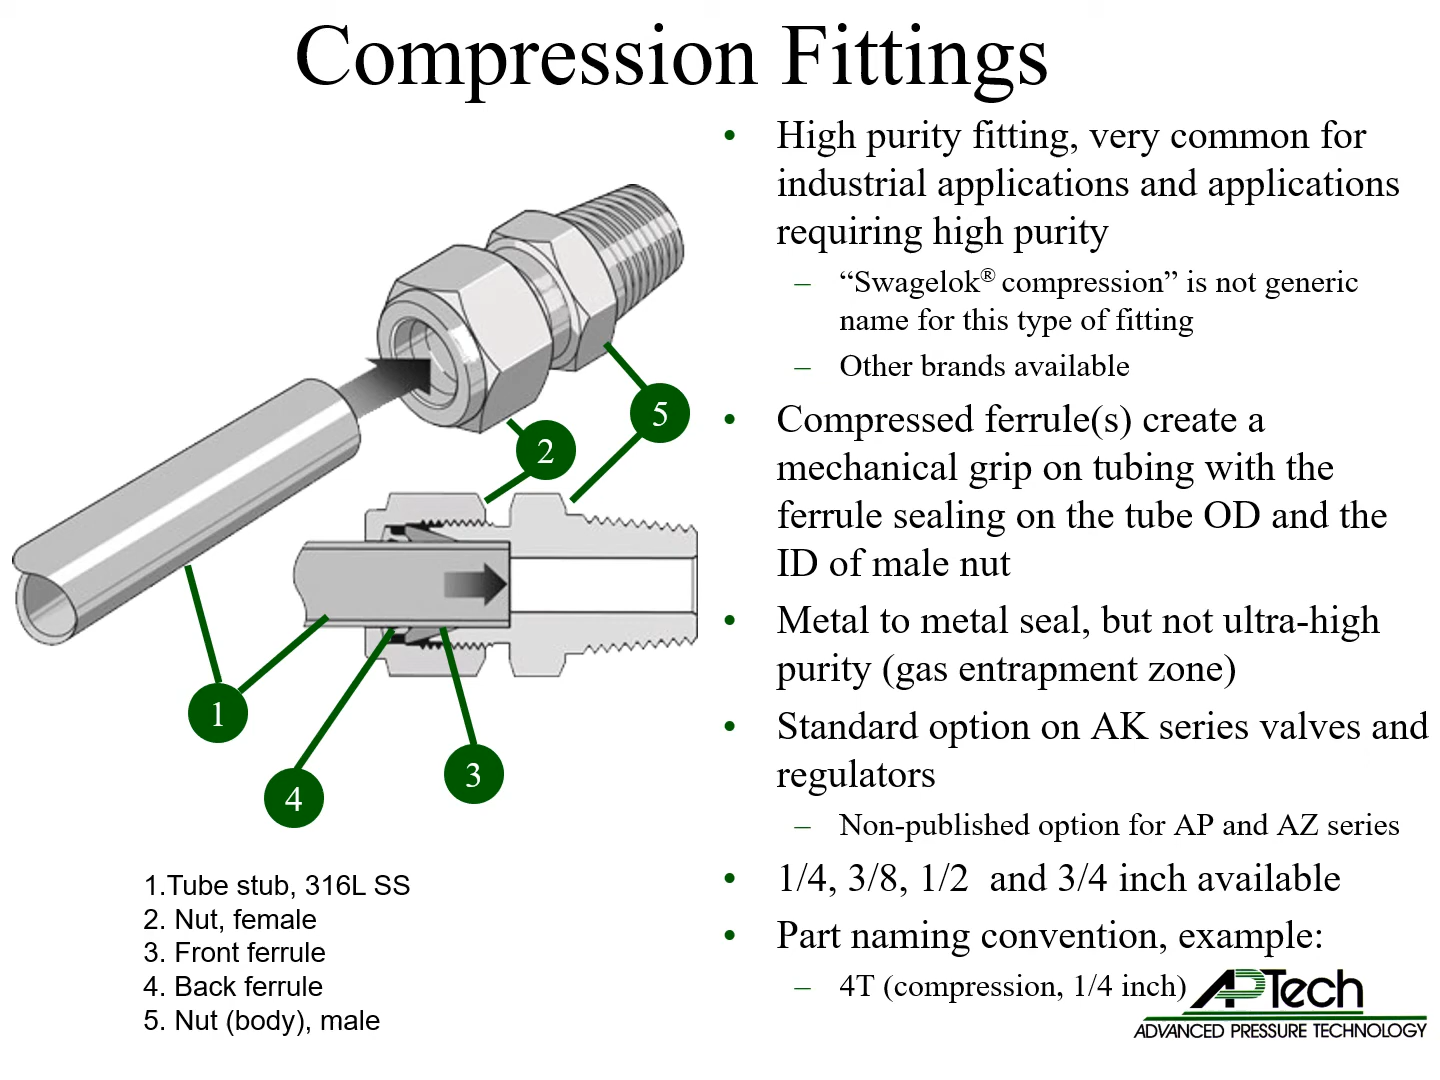 Compression Fittings
• High purity fitting, very common for
industrial applications and applications
requiring high purity
– “Swagelok® compression” is not generic
name for this type of fitting
– Other brands available
• Compressed ferrule(s) create a
mechanical grip on tubing with the
ferrule sealing on the tube OD and the
ID of male nut
• Metal to metal seal, but not ultra-high
purity (gas entrapment zone)
• Standard option on AK series valves and
regulators
– Non-published option for AP and AZ series
• 1/4, 3/8, 1/2  and 3/4 inch available
• Part naming convention, example:
– 4T (compression, 1/4 inch)
5
2
1
3
4
1.Tube stub, 316L SS
2. Nut, female
3. Front ferrule
4. Back ferrule
5. Nut (body), male
APTech
ADVANCED PRESSURE TECHNOLOGY